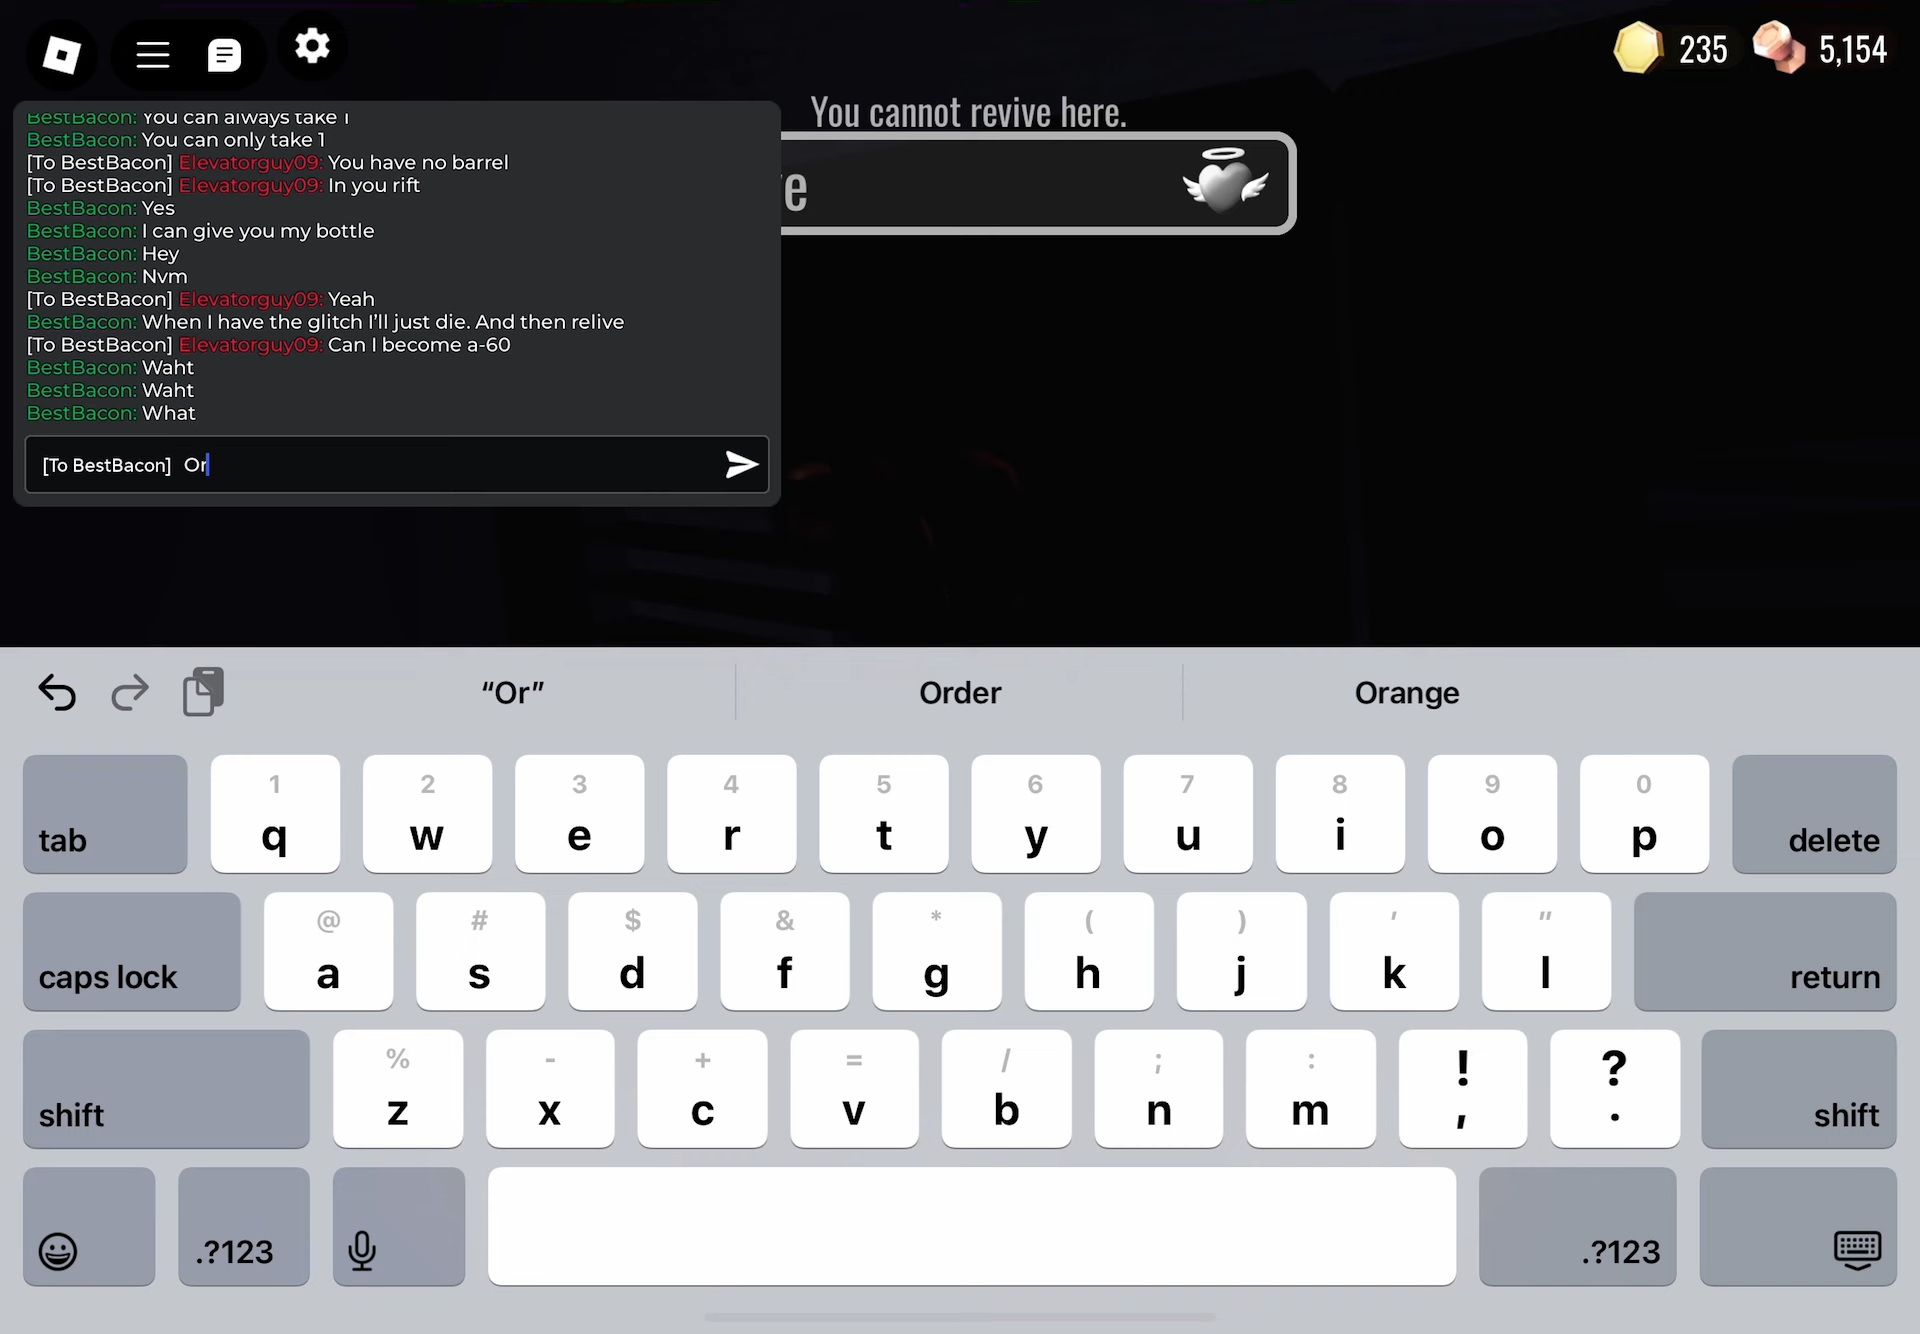 235
5,154
You cannot revive here.
e
BestBacon: You can always take 1
BestBacon: You can only take 1
[To BestBacon] Elevatorguy09: You have no barrel
[To BestBacon] Elevatorguy09: In you rift
BestBacon: Yes
BestBacon: I can give you my bottle
BestBacon: Hey
BestBacon: Nvm
[To BestBacon] Elevatorguy09: Yeah
BestBacon: When I have the glitch I’ll just die. And then relive
[To BestBacon] Elevatorguy09: Can I become a-60
BestBacon: Waht
BestBacon: Waht
BestBacon: What
[To BestBacon] Or
“Or” Order Orange
1 2 3 4 5 6 7 8 9 0
tab q w e r t y u i o p delete
@ # $ & * ( ) ' "
caps lock a s d f g h j k l return
% - + = / ; : ! ?
shift z x c v b n m , . shift
.?123 .?123